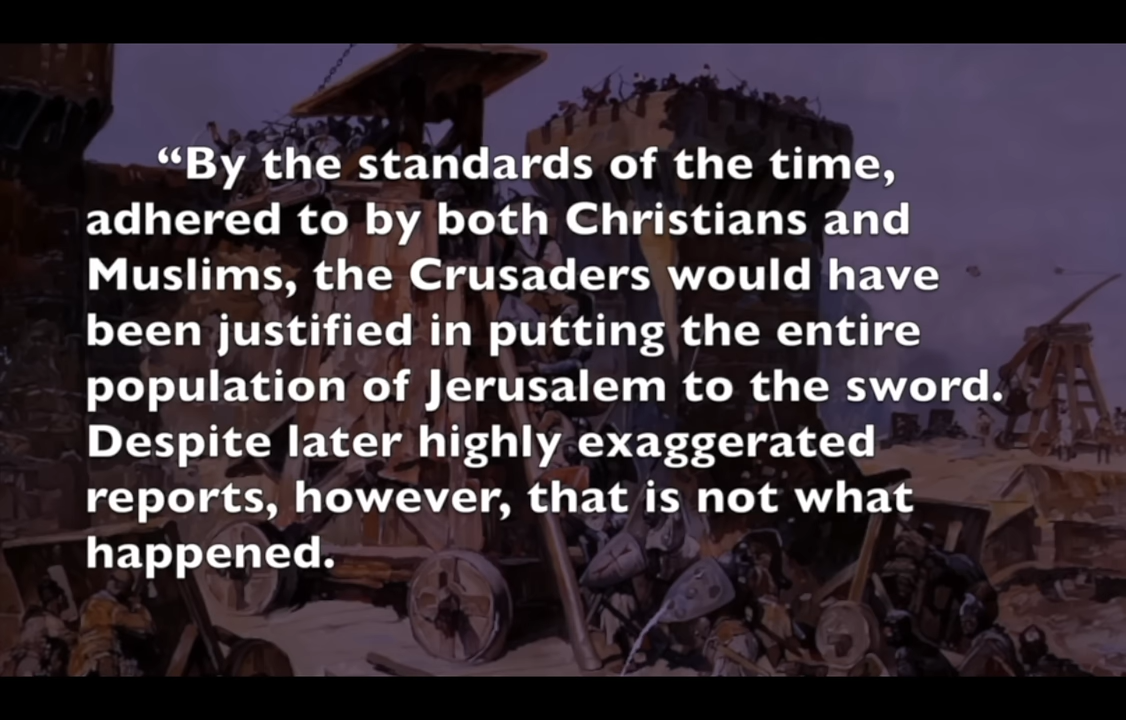 “By the standards of the time,
adhered to by both Christians and
Muslims, the Crusaders would have
been justified in putting the entire
population of Jerusalem to the sword.
Despite later highly exaggerated
reports, however, that is not what
happened.